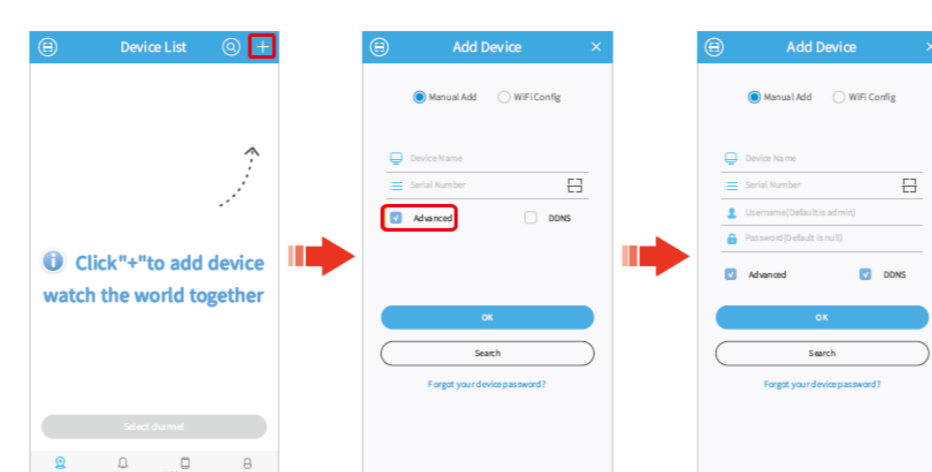 Device List
+
Click"+"to add device
watch the world together
Select channel
Add Device
×
Manual Add
WiFi Config
Device Name
Serial Number
Advanced
DDNS
OK
Search
Forgot your device password?
Add Device
Manual Add
WiFi Config
Device Name
Serial Number
Username(Default is admin)
Password(Default is null)
Advanced
DDNS
OK
Search
Forgot your device password?